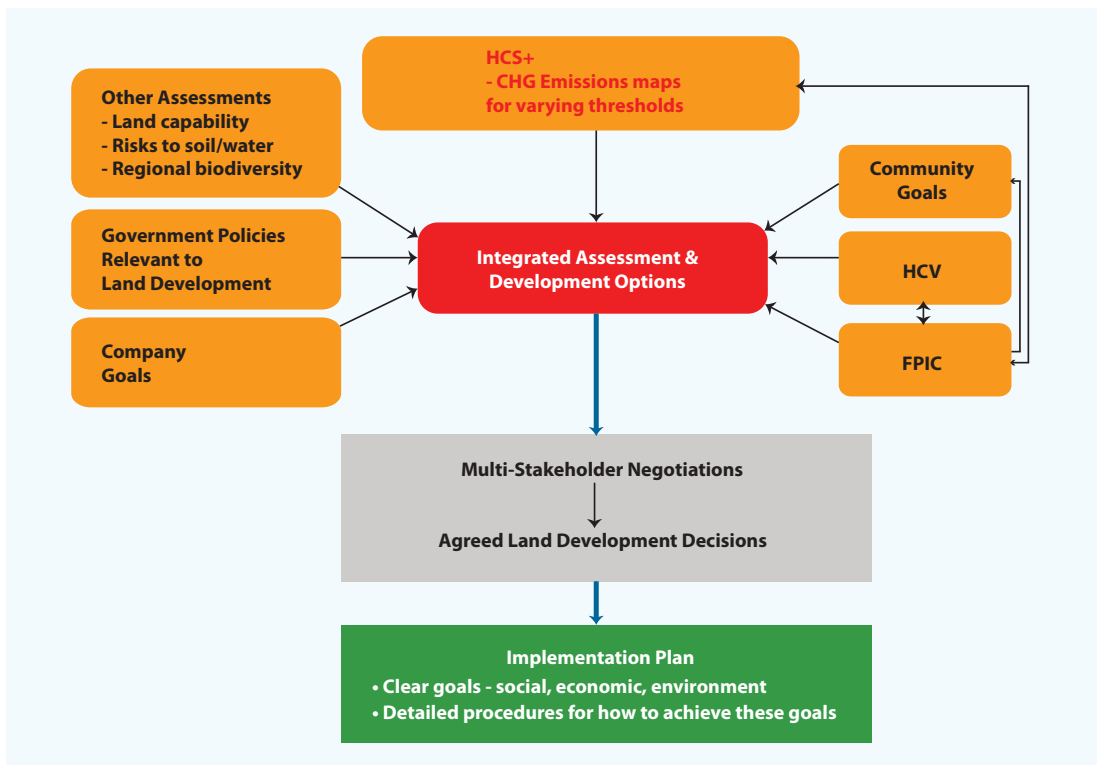 HCS+
- CHG Emissions maps
for varying thresholds
Other Assessments
- Land capability
- Risks to soil/water
- Regional biodiversity
Government Policies
Relevant to
Land Development
Company
Goals
Integrated Assessment &
Development Options
Community
Goals
HCV
FPIC
Multi-Stakeholder Negotiations
Agreed Land Development Decisions
Implementation Plan
• Clear goals - social, economic, environment
• Detailed procedures for how to achieve these goals